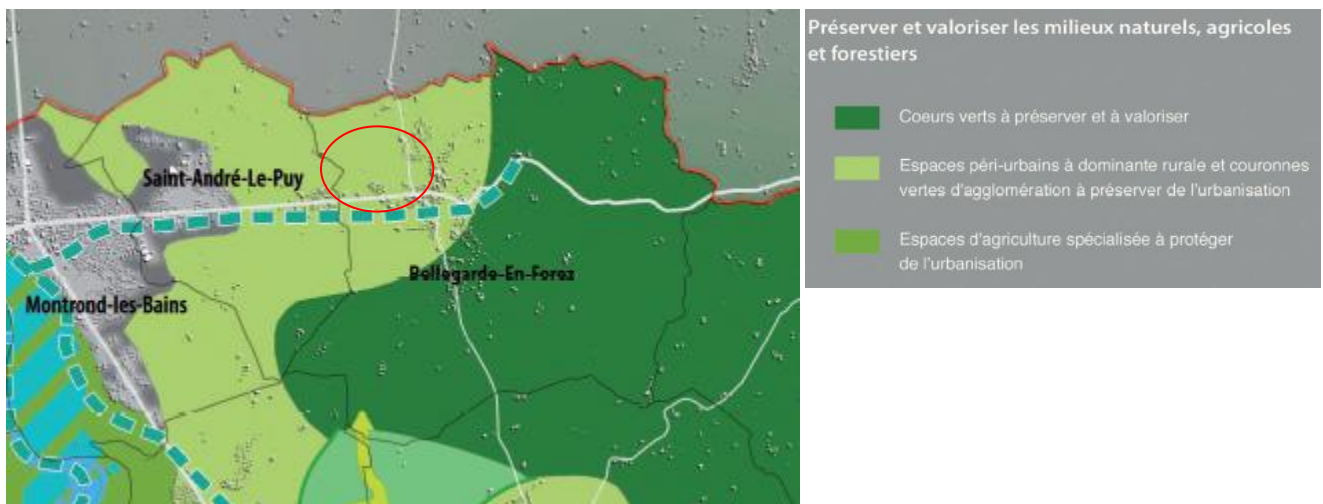 Saint-André-Le-Puy
Bellegarde-En-Forez
Montrond-les-Bains
Préserver et valoriser les milieux naturels, agricoles
et forestiers
Coeurs verts à préserver et à valoriser
Espaces péri-urbains à dominante rurale et couronnes
vertes d'agglomération à préserver de l'urbanisation
Espaces d'agriculture spécialisée à protéger
de l'urbanisation